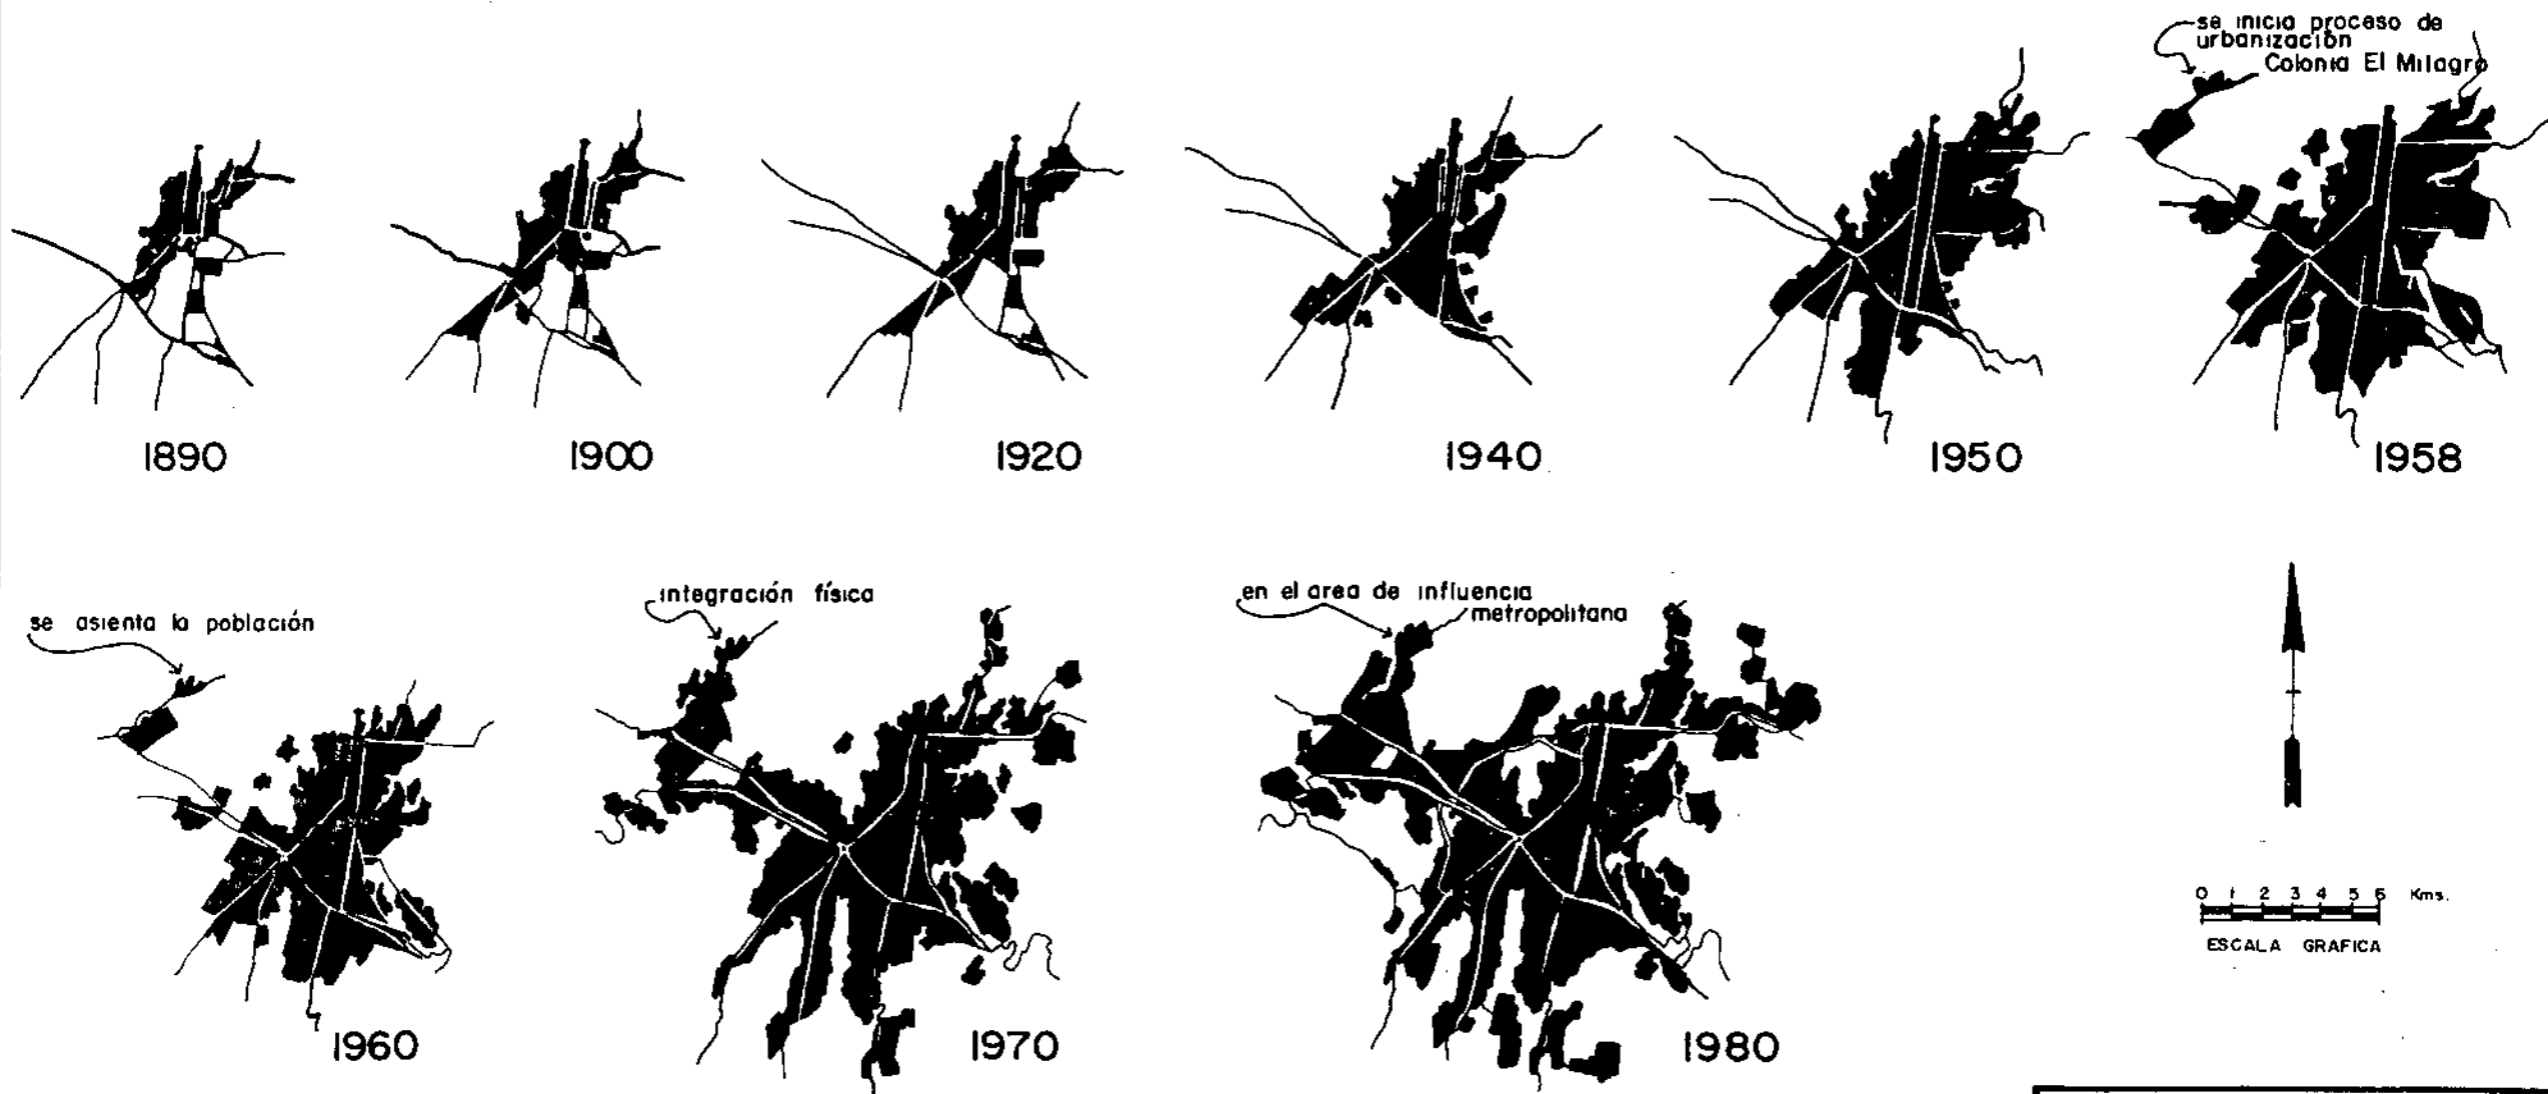 se inicia proceso de
urbanización
Colonia El Milagro
1890
1900
1920
1940
1950
1958
se asienta la población
integración física
en el area de influencia
metropolitana
1960
1970
1980
0 1 2 3 4 5 6 Kms.
ESCALA GRAFICA